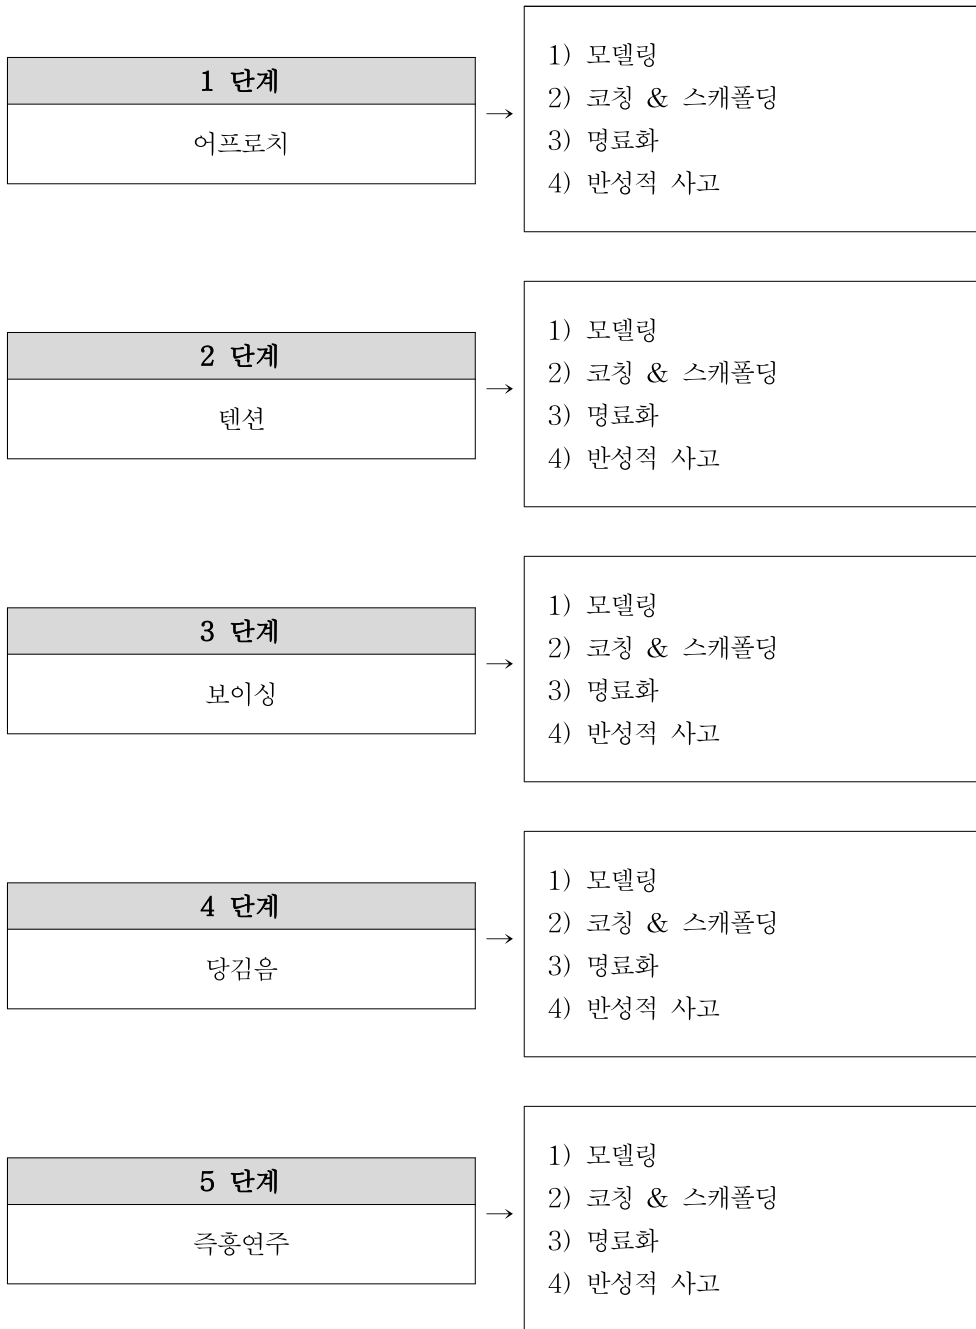 1 단계
어프로치
→
1) 모델링
2) 코칭 & 스캐폴딩
3) 명료화
4) 반성적 사고
2 단계
텐션
→
1) 모델링
2) 코칭 & 스캐폴딩
3) 명료화
4) 반성적 사고
3 단계
보이싱
→
1) 모델링
2) 코칭 & 스캐폴딩
3) 명료화
4) 반성적 사고
4 단계
당김음
→
1) 모델링
2) 코칭 & 스캐폴딩
3) 명료화
4) 반성적 사고
5 단계
즉흥연주
→
1) 모델링
2) 코칭 & 스캐폴딩
3) 명료화
4) 반성적 사고